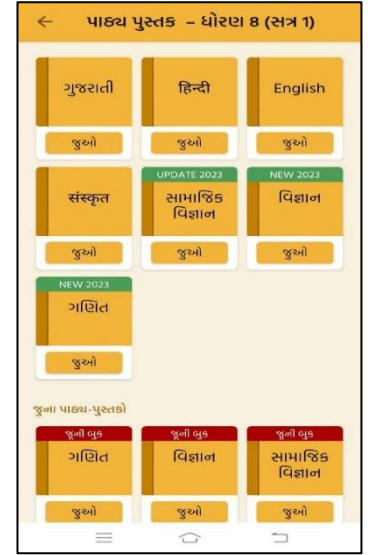 ← પાઠ્ય પુસ્તક – ધોરણ 8 (સત્ર 1)
ગુજરાતી
જુઓ
हिन्दी
જુઓ
English
જુઓ
संस्कृत
જુઓ
UPDATE 2023
સામાજિક
વિજ્ઞાન
જુઓ
NEW 2023
વિજ્ઞાન
જુઓ
NEW 2023
ગણિત
જુઓ
જુના પાઠ્ય-પુસ્તકો
જૂની બુક
ગણિત
જુઓ
જૂની બુક
વિજ્ઞાન
જુઓ
જૂની બુક
સામાજિક
વિજ્ઞાન
જુઓ